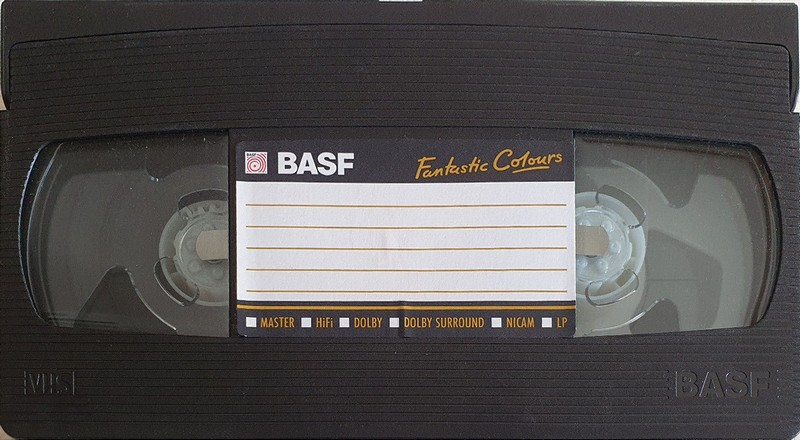 BASF Fantastic Colours
MASTER HiFi DOLBY DOLBY SURROUND NICAM LP
VHS BASF